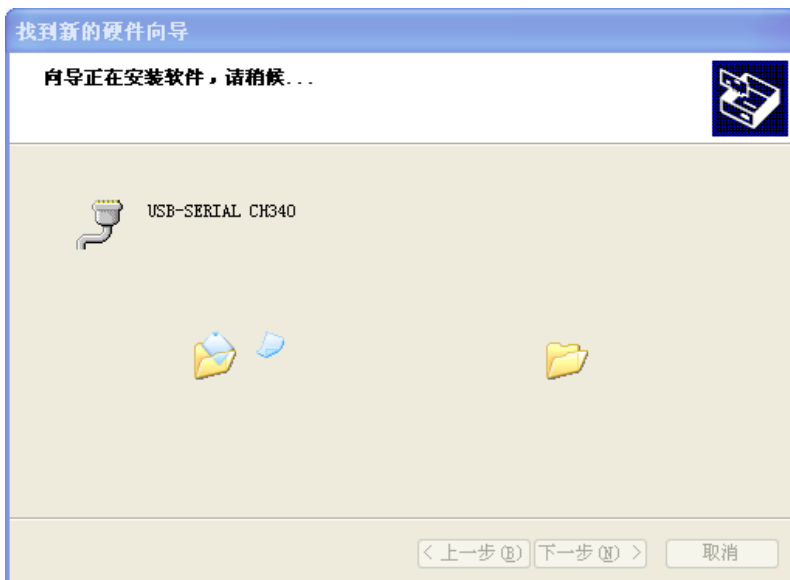 找到新的硬件向导
向导正在安装软件，请稍候...
USB-SERIAL CH340
< 上一步(B) 下一步(N) > 取消